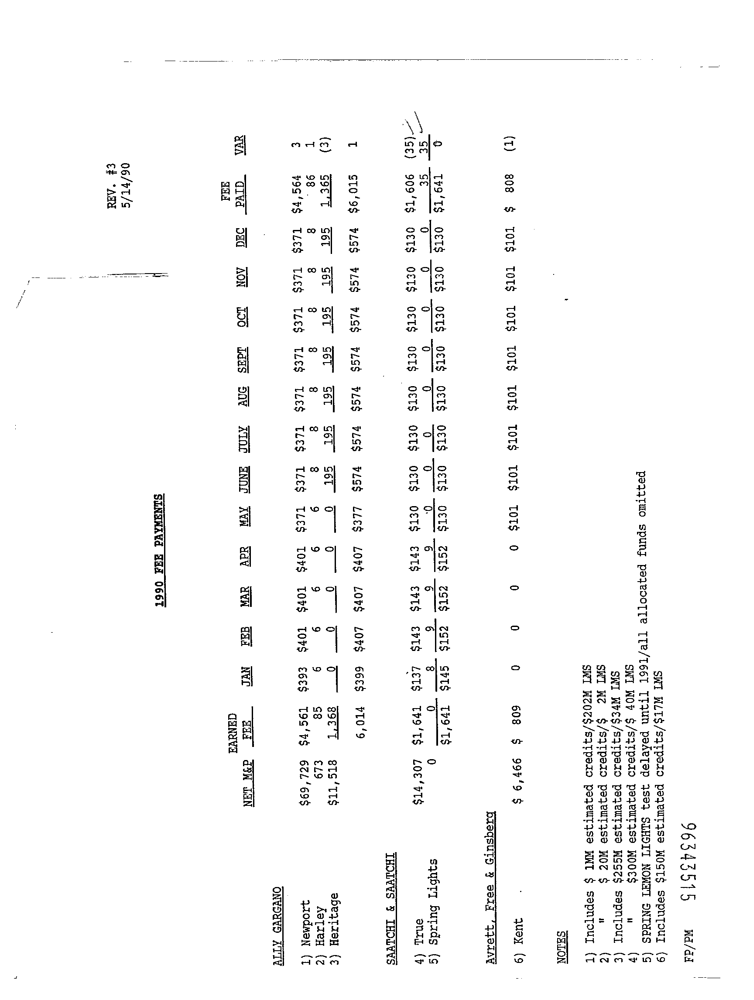 REV. #3
5/14/90
1990 FEE PAYMENTS
EARNED FEE
NET M&P FEE JAN FEB MAR APR MAY JUNE JULY AUG SEPT OCT NOV DEC PAID VAR
ALLY GARGANO
1) Newport $69,729 $4,561 $393 $401 $401 $401 $371 $371 $371 $371 $371 $371 $371 $371 $4,564 3
2) Harley 673 85 6 6 6 6 6 8 8 8 8 8 8 8 86 1
3) Heritage $11,518 1,368 0 0 0 0 0 195 195 195 195 195 195 195 1,365 (3)
6,014 $399 $407 $407 $407 $377 $574 $574 $574 $574 $574 $574 $574 $6,015 1
SAATCHI & SAATCHI
4) True $14,307 $1,641 $137 $143 $143 $143 $130 $130 $130 $130 $130 $130 $130 $130 $1,606 (35)
5) Spring Lights 0 0 8 9 9 9 0 0 0 0 0 0 0 0 35 35
$1,641 $145 $152 $152 $152 $130 $130 $130 $130 $130 $130 $130 $130 $1,641 0
Avrett, Free & Ginsberg
6) Kent $ 6,466 $ 809 0 0 0 0 $101 $101 $101 $101 $101 $101 $101 $101 $ 808 (1)
NOTES
1) Includes $ 1MM estimated credits/$202M LMS
2) " $ 20M estimated credits/$ 2M LMS
3) Includes $255M estimated credits/$34M LMS
4) " $300M estimated credits/$ 40M LMS
5) SPRING LEMON LIGHTS test delayed until 1991/all allocated funds omitted
6) Includes $150M estimated credits/$17M LMS
FP/PM
96343515